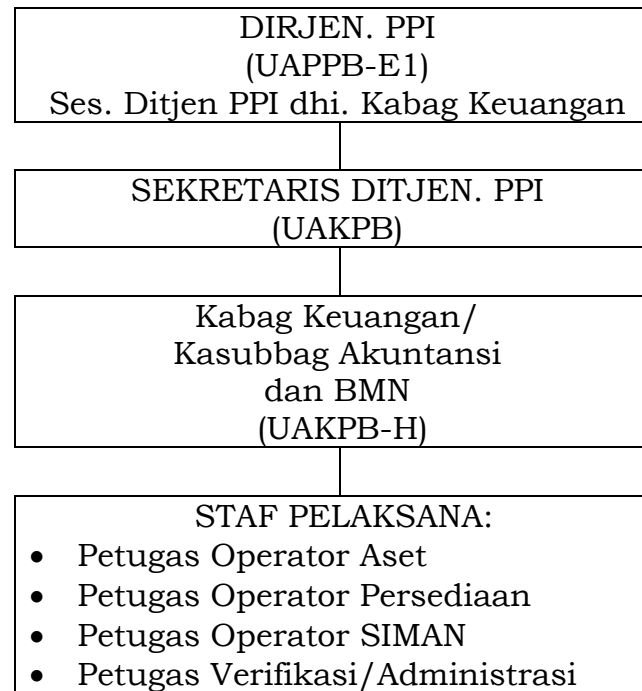 DIRJEN. PPI
(UAPPB-E1)
Ses. Ditjen PPI dhi. Kabag Keuangan
SEKRETARIS DITJEN. PPI
(UAKPB)
Kabag Keuangan/
Kasubbag Akuntansi
dan BMN
(UAKPB-H)
STAF PELAKSANA:
• Petugas Operator Aset
• Petugas Operator Persediaan
• Petugas Operator SIMAN
• Petugas Verifikasi/Administrasi